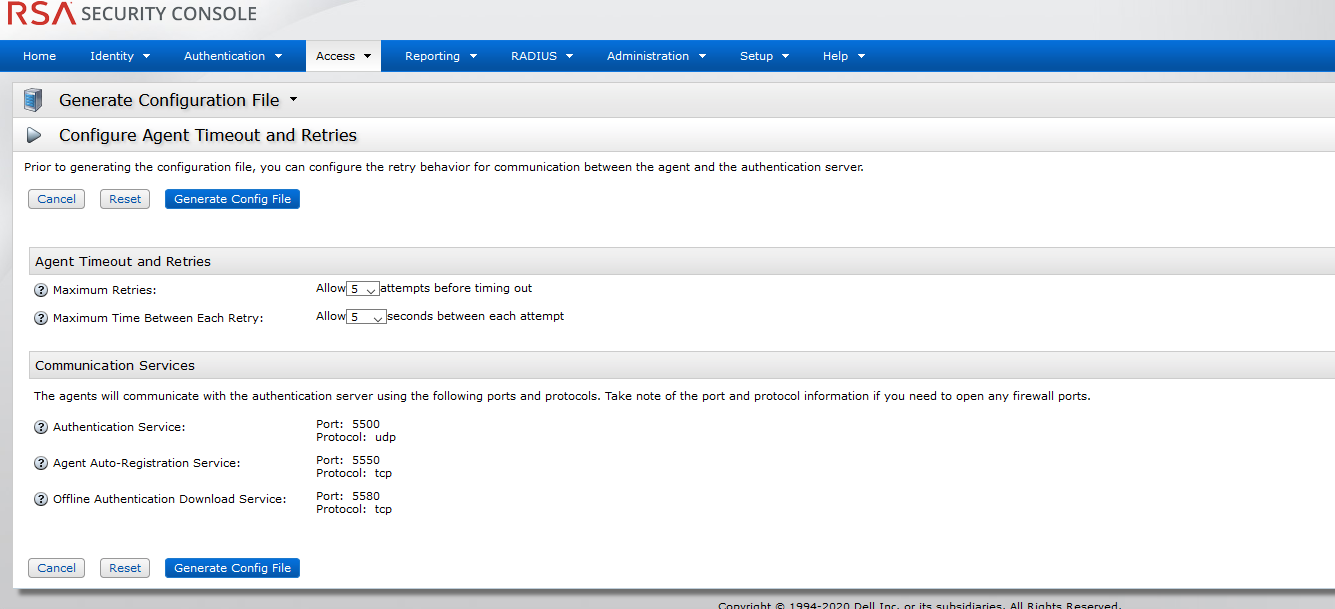 RSA SECURITY CONSOLE
Home Identity Authentication Access Reporting RADIUS Administration Setup Help
Generate Configuration File
Configure Agent Timeout and Retries
Prior to generating the configuration file, you can configure the retry behavior for communication between the agent and the authentication server.
Cancel Reset Generate Config File
Agent Timeout and Retries
? Maximum Retries: Allow 5 attempts before timing out
? Maximum Time Between Each Retry: Allow 5 seconds between each attempt
Communication Services
The agents will communicate with the authentication server using the following ports and protocols. Take note of the port and protocol information if you need to open any firewall ports.
? Authentication Service: Port: 5500
Protocol: udp
? Agent Auto-Registration Service: Port: 5550
Protocol: tcp
? Offline Authentication Download Service: Port: 5580
Protocol: tcp
Cancel Reset Generate Config File
Copyright © 1994-2020 Dell Inc. or its subsidiaries. All Rights Reserved.